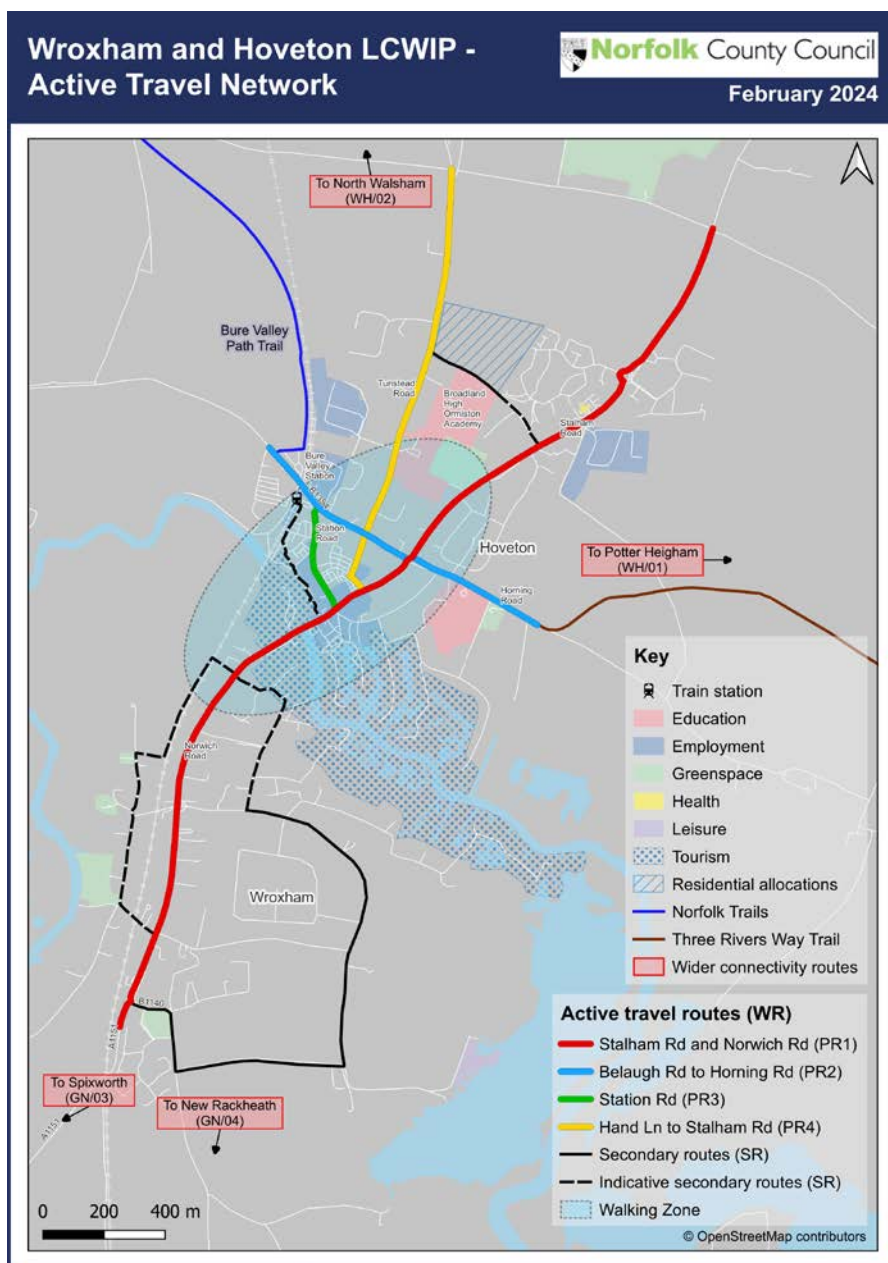 Wroxham and Hoveton LCWIP -
Active Travel Network
Norfolk County Council
February 2024
To North Walsham
(WH/02)
Bure Valley
Path Trail
Tunstead
Road
Broadland
High
Ormiston
Academy
Stalham
Road
Bure
Valley
Station
Station
Road
Hoveton
To Potter Heigham
(WH/01)
Horning
Road
Norwich
Road
Wroxham
B1140
A1151
To Spixworth
(GN/03)
A1151
To New Rackheath
(GN/04)
Key
Train station
Education
Employment
Greenspace
Health
Leisure
Tourism
Residential allocations
Norfolk Trails
Three Rivers Way Trail
Wider connectivity routes
Active travel routes (WR)
Stalham Rd and Norwich Rd (PR1)
Belaugh Rd to Horning Rd (PR2)
Station Rd (PR3)
Hand Ln to Stalham Rd (PR4)
Secondary routes (SR)
Indicative secondary routes (SR)
Walking Zone
0 200 400 m
© OpenStreetMap contributors